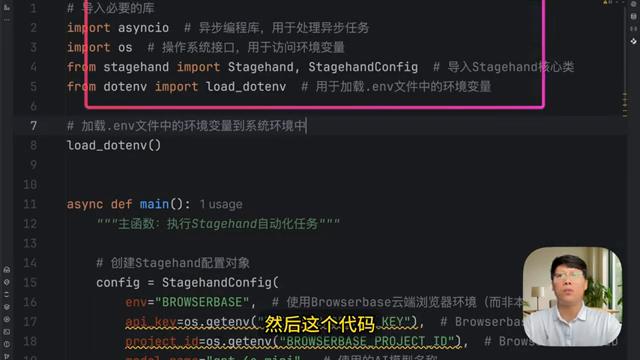 1 # 导入必要的库
2 import asyncio # 异步编程库，用于处理异步任务
3 import os # 操作系统接口，用于访问环境变量
4 from stagehand import Stagehand, StagehandConfig # 导入Stagehand核心类
5 from dotenv import load_dotenv # 用于加载.env文件中的环境变量
6
7 # 加载.env文件中的环境变量到系统环境中
8 load_dotenv()
9
10
11 async def main(): 1 usage
12 """主函数：执行Stagehand自动化任务"""
13
14 # 创建Stagehand配置对象
15 config = StagehandConfig(
16 env="BROWSERBASE", # 使用Browserbase云端浏览器环境（而非本
17 api_key=os.getenv( KEY"), # Browserb
18 project_id=os.getenv("BROWSERBASE_PROJECT_ID"), # Brows
然后这个代码